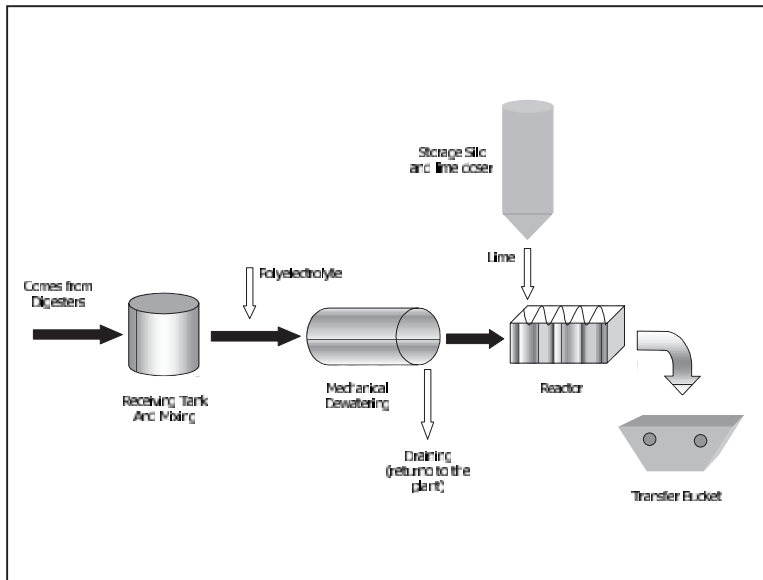 Storage Silo
and lime doser
Lime
Polyelectrolyte
Comes from
Digesters
Receiving Tank
And Mixing
Mechanical
Dewatering
Reactor
Draining
(returno to the
plant)
Transfer Bucket